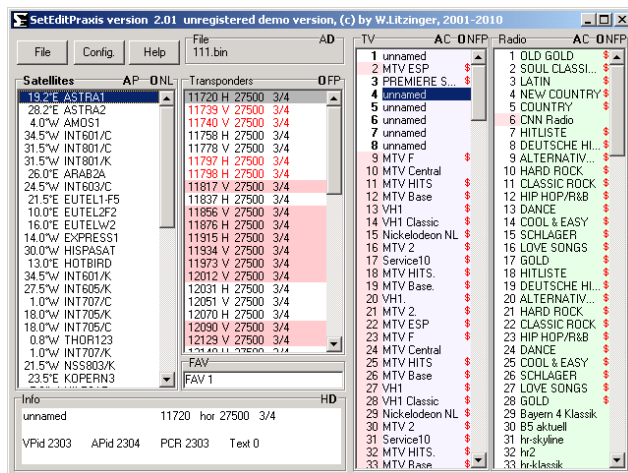 SetEditPraxis version 2.01 unregistered demo version, (c) by W.Litzinger, 2001-2010
File Config. Help
File AD
111.bin
Satellites AP ONL
19.2°E ASTRA1
28.2°E ASTRA2
4.0°W AMOS1
34.5°W INT601/C
31.5°W INT801/C
31.5°W INT801/K
26.0°E ARAB2A
24.5°W INT603/C
21.5°E EUTEL1-F5
10.0°E EUTEL2F2
16.0°E EUTELW2
14.0°W EXPRESS1
30.0°W HISPASAT
13.0°E HOTBIRD
34.5°W INT601/K
27.5°W INT605/K
1.0°W INT707/C
18.0°W INT705/K
18.0°W INT705/C
0.8°W THOR123
1.0°W INT707/K
21.5°W NSS803/K
23.5°E KOPERN3
Transponders OFP
11720 H 27500 3/4
11739 V 27500 3/4
11740 V 27500 3/4
11758 H 27500 3/4
11778 V 27500 3/4
11797 H 27500 3/4
11798 H 27500 3/4
11817 V 27500 3/4
11837 H 27500 3/4
11856 V 27500 3/4
11876 H 27500 3/4
11915 H 27500 3/4
11934 V 27500 3/4
11973 V 27500 3/4
12012 V 27500 3/4
12031 H 27500 3/4
12051 V 27500 3/4
12070 H 27500 3/4
12090 V 27500 3/4
12129 V 27500 3/4
12140 H 27500 3/4
FAV
FAV 1
Info HD
unnamed 11720 hor 27500 3/4
VPid 2303 APid 2304 PCR 2303 Text 0
TV AC ONFP
1 unnamed
2 MTV ESP $
3 PREMIERE S... $
4 unnamed
5 unnamed
6 unnamed
7 unnamed
8 unnamed
9 MTV F $
10 MTV Central
11 MTV HITS $
12 MTV Base $
13 VH1 $
14 VH1 Classic $
15 Nickelodeon NL $
16 MTV 2 $
17 Service10 $
18 MTV HITS. $
19 MTV Base. $
20 VH1. $
21 MTV 2. $
22 MTV ESP $
23 MTV F $
24 MTV Central
25 MTV HITS $
26 MTV Base $
27 VH1 $
28 VH1 Classic $
29 Nickelodeon NL $
30 MTV 2 $
31 Service10 $
32 MTV HITS. $
33 MTV Base $
Radio AC ONFP
1 OLD GOLD $
2 SOUL CLASSI... $
3 LATIN $
4 NEW COUNTRY $
5 COUNTRY $
6 CNN Radio
7 HITLISTE $
8 DEUTSCHE HI... $
9 ALTERNATIV... $
10 HARD ROCK $
11 CLASSIC ROCK $
12 HIP HOP/R&B $
13 DANCE $
14 COOL & EASY $
15 SCHLAGER $
16 LOVE SONGS $
17 GOLD $
18 HITLISTE $
19 DEUTSCHE HI... $
20 ALTERNATIV... $
21 HARD ROCK $
22 CLASSIC ROCK $
23 HIP HOP/R&B $
24 DANCE $
25 COOL & EASY $
26 SCHLAGER $
27 LOVE SONGS $
28 GOLD $
29 Bayern 4 Klassik
30 B5 aktuell
31 hr-skyline
32 hr2
33 hr-klassik